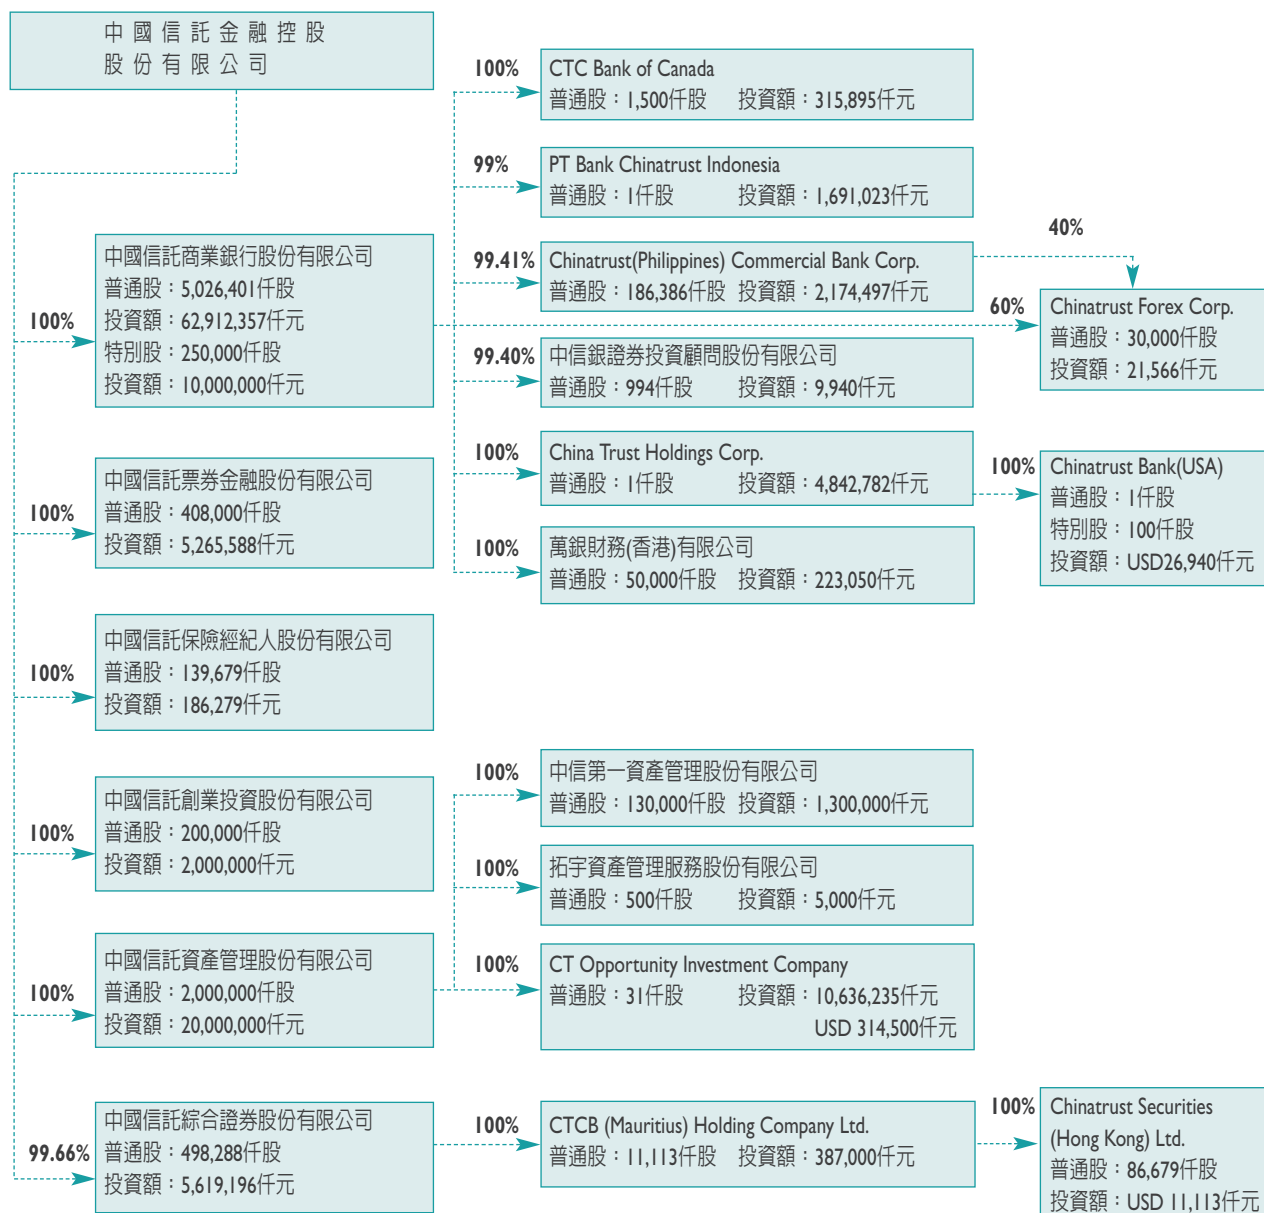 中國信託金融控股
股份有限公司
100%
中國信託商業銀行股份有限公司
普通股：5,026,401仟股
投資額：62,912,357仟元
特別股：250,000仟股
投資額：10,000,000仟元
100%
CTC Bank of Canada
普通股：1,500仟股 投資額：315,895仟元
99%
PT Bank Chinatrust Indonesia
普通股：1仟股 投資額：1,691,023仟元
99.41%
Chinatrust(Philippines) Commercial Bank Corp.
普通股：186,386仟股 投資額：2,174,497仟元
40%
60%
Chinatrust Forex Corp.
普通股：30,000仟股
投資額：21,566仟元
99.40%
中信銀證券投資顧問股份有限公司
普通股：994仟股 投資額：9,940仟元
100%
China Trust Holdings Corp.
普通股：1仟股 投資額：4,842,782仟元
100%
Chinatrust Bank(USA)
普通股：1仟股
特別股：100仟股
投資額：USD26,940仟元
100%
萬銀財務(香港)有限公司
普通股：50,000仟股 投資額：223,050仟元
100%
中國信託票券金融股份有限公司
普通股：408,000仟股
投資額：5,265,588仟元
100%
中國信託保險經紀人股份有限公司
普通股：139,679仟股
投資額：186,279仟元
100%
中國信託創業投資股份有限公司
普通股：200,000仟股
投資額：2,000,000仟元
100%
中國信託資產管理股份有限公司
普通股：2,000,000仟股
投資額：20,000,000仟元
100%
中信第一資產管理股份有限公司
普通股：130,000仟股 投資額：1,300,000仟元
100%
拓宇資產管理服務股份有限公司
普通股：500仟股 投資額：5,000仟元
100%
CT Opportunity Investment Company
普通股：31仟股 投資額：10,636,235仟元
USD 314,500仟元
99.66%
中國信託綜合證券股份有限公司
普通股：498,288仟股
投資額：5,619,196仟元
100%
CTCB (Mauritius) Holding Company Ltd.
普通股：11,113仟股 投資額：387,000仟元
100%
Chinatrust Securities
(Hong Kong) Ltd.
普通股：86,679仟股
投資額：USD 11,113仟元